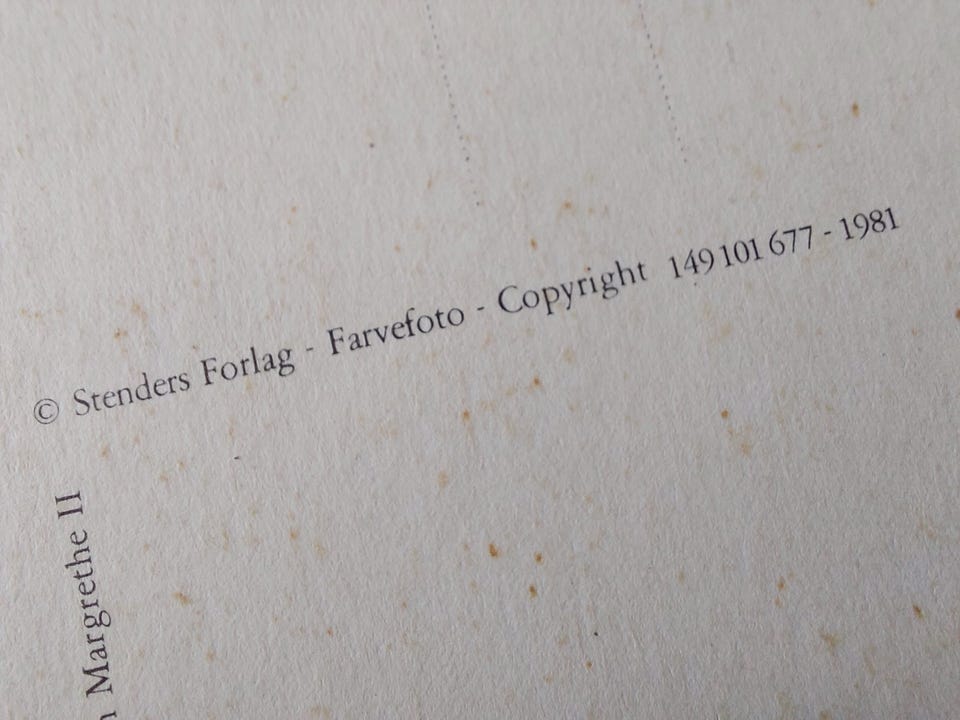 © Stenders Forlag - Farvefoto - Copyright 149 101 677 - 1981
Margrethe II